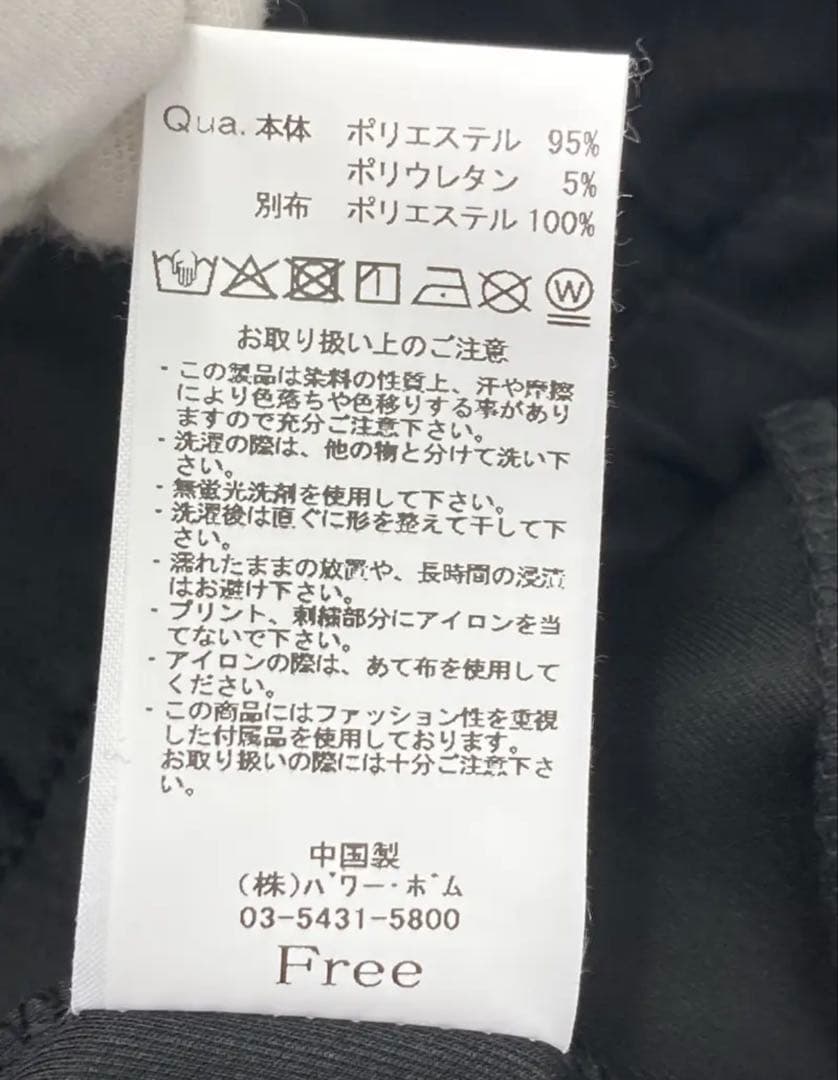 Qua. 本体 ポリエステル 95%
ポリウレタン 5%
別布 ポリエステル 100%
W
お取り扱い上のご注意
- この製品は染料の性質上、汗や摩擦
により色落ちや色移りする事があり
ますので充分ご注意下さい。
- 洗濯の際は、他の物と分けて洗い下
さい。
- 無蛍光洗剤を使用して下さい。
- 洗濯後は直ぐに形を整えて干して下
さい。
- 濡れたままの放置や、長時間の浸漬
はお避け下さい。
- プリント、刺繍部分にアイロンを当
てないで下さい。
- アイロンの際は、あて布を使用して
ください。
- この商品にはファッション性を重視
した付属品を使用しております。
お取り扱いの際には十分ご注意下さ
い。
中国製
(株)パワー・ボム
03-5431-5800
Free